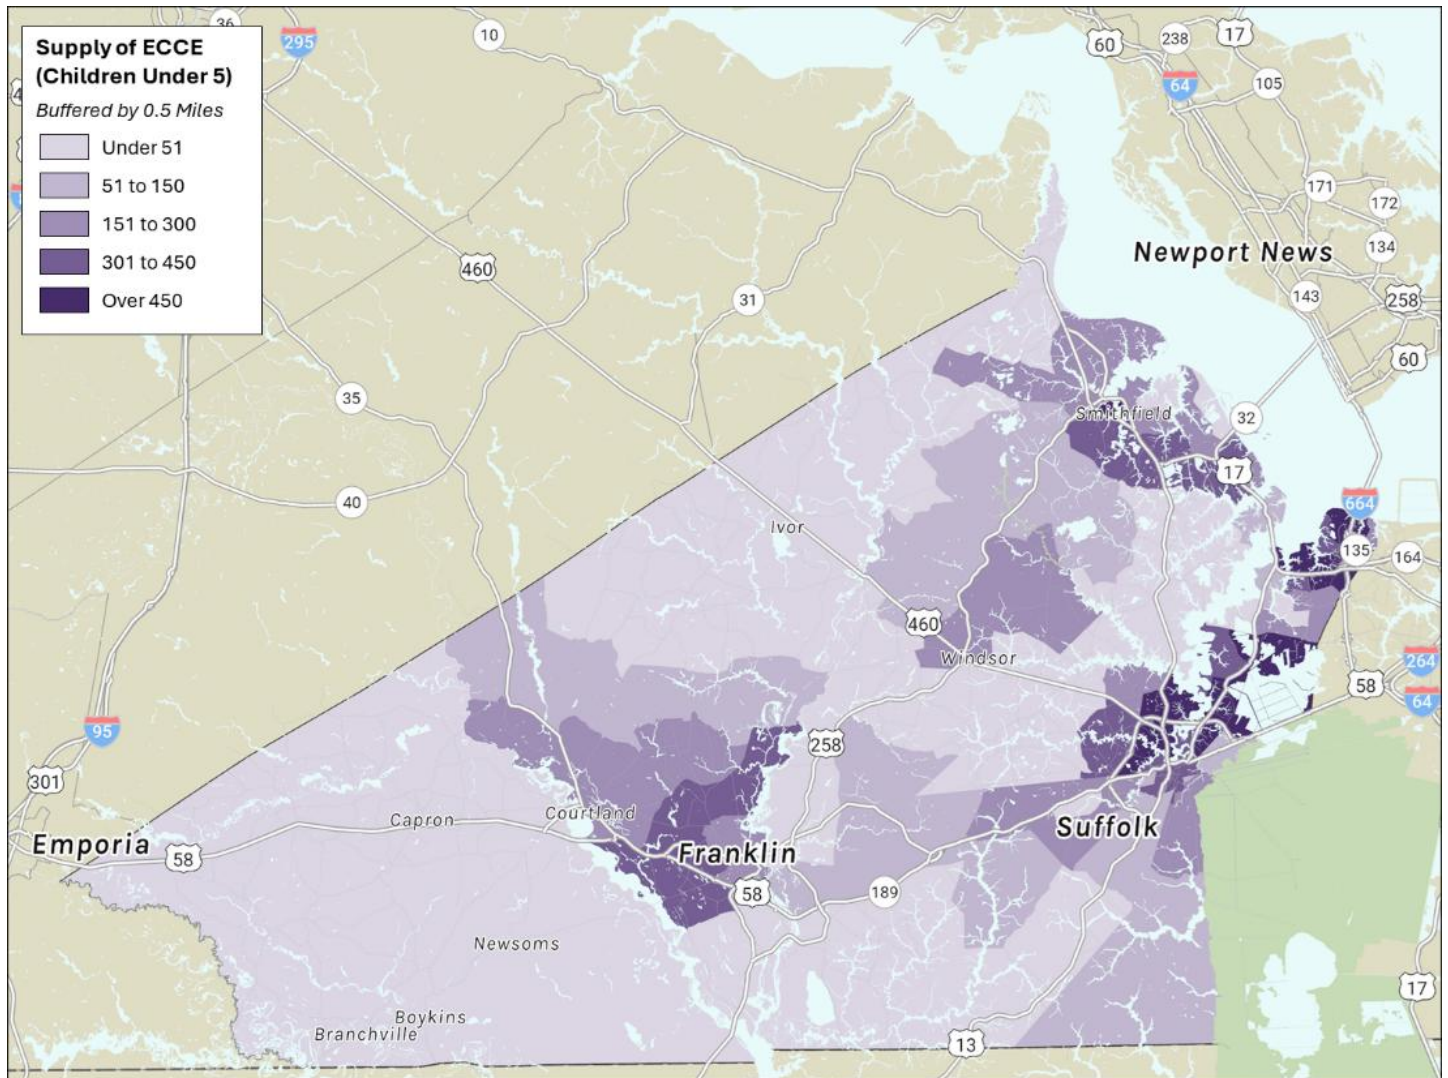 Supply of ECCE
(Children Under 5)
Buffered by 0.5 Miles
Under 51
51 to 150
151 to 300
301 to 450
Over 450
36
295
10
60
238
17
64
105
171
172
134
Newport News
460
31
143
258
60
35
Smithfield
32
17
40
Ivor
664
135
164
460
Windsor
264
58
64
95
258
301
Capron
Courtland
Emporia
58
Franklin
Suffolk
58
189
Newsoms
17
Boykins
Branchville
13